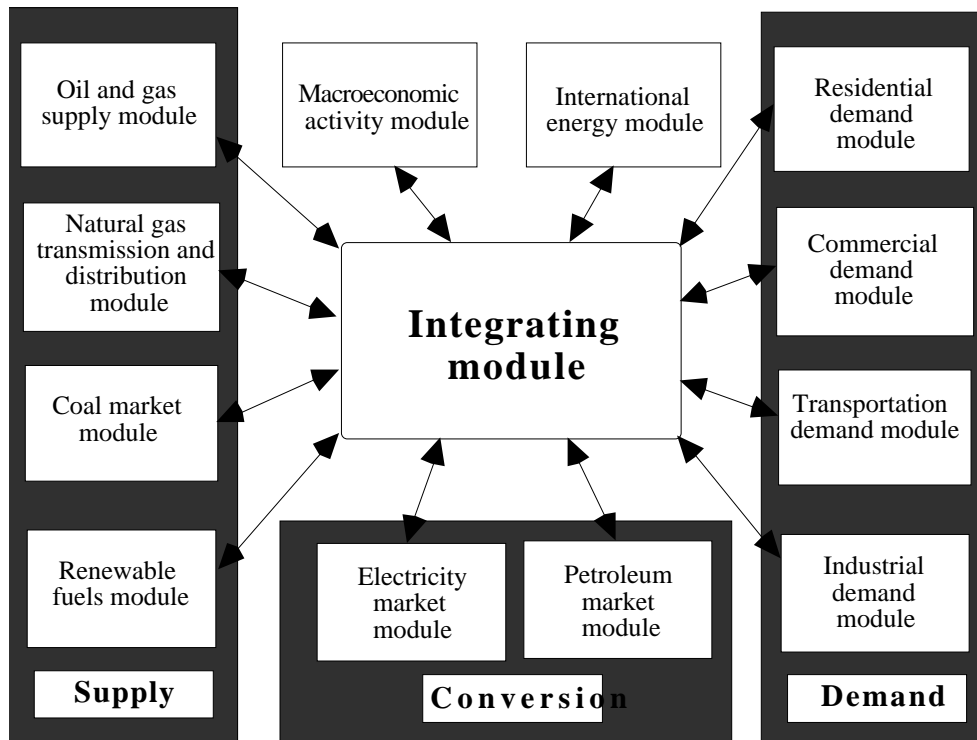 Oil and gas
supply module
Natural gas
transmission and
distribution module
Coal market
module
Renewable
fuels module
Supply
Macroeconomic
activity module
International
energy module
Integrating
module
Electricity
market
module
Petroleum
market
module
Conversion
Residential
demand
module
Commercial
demand
module
Transportation
demand module
Industrial
demand
module
Demand